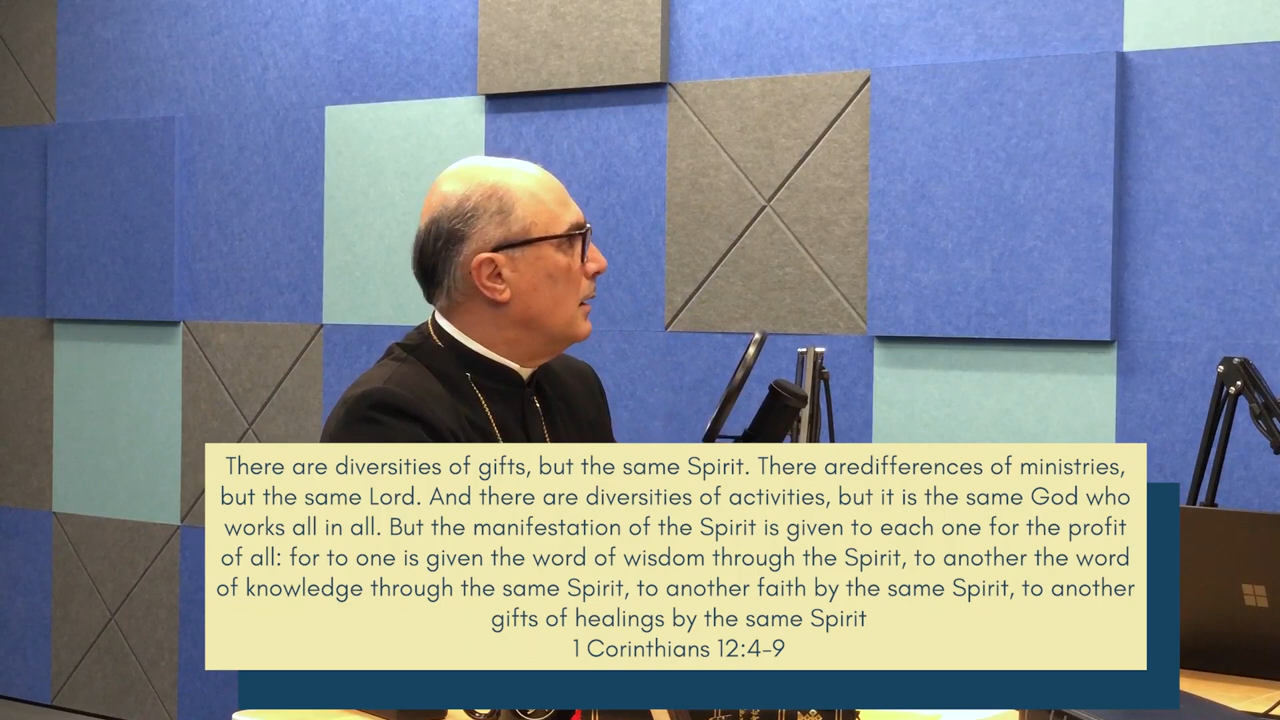 There are diversities of gifts, but the same Spirit. There aredifferences of ministries,
but the same Lord. And there are diversities of activities, but it is the same God who
works all in all. But the manifestation of the Spirit is given to each one for the profit
of all: for to one is given the word of wisdom through the Spirit, to another the word
of knowledge through the same Spirit, to another faith by the same Spirit, to another
gifts of healings by the same Spirit
1 Corinthians 12:4-9